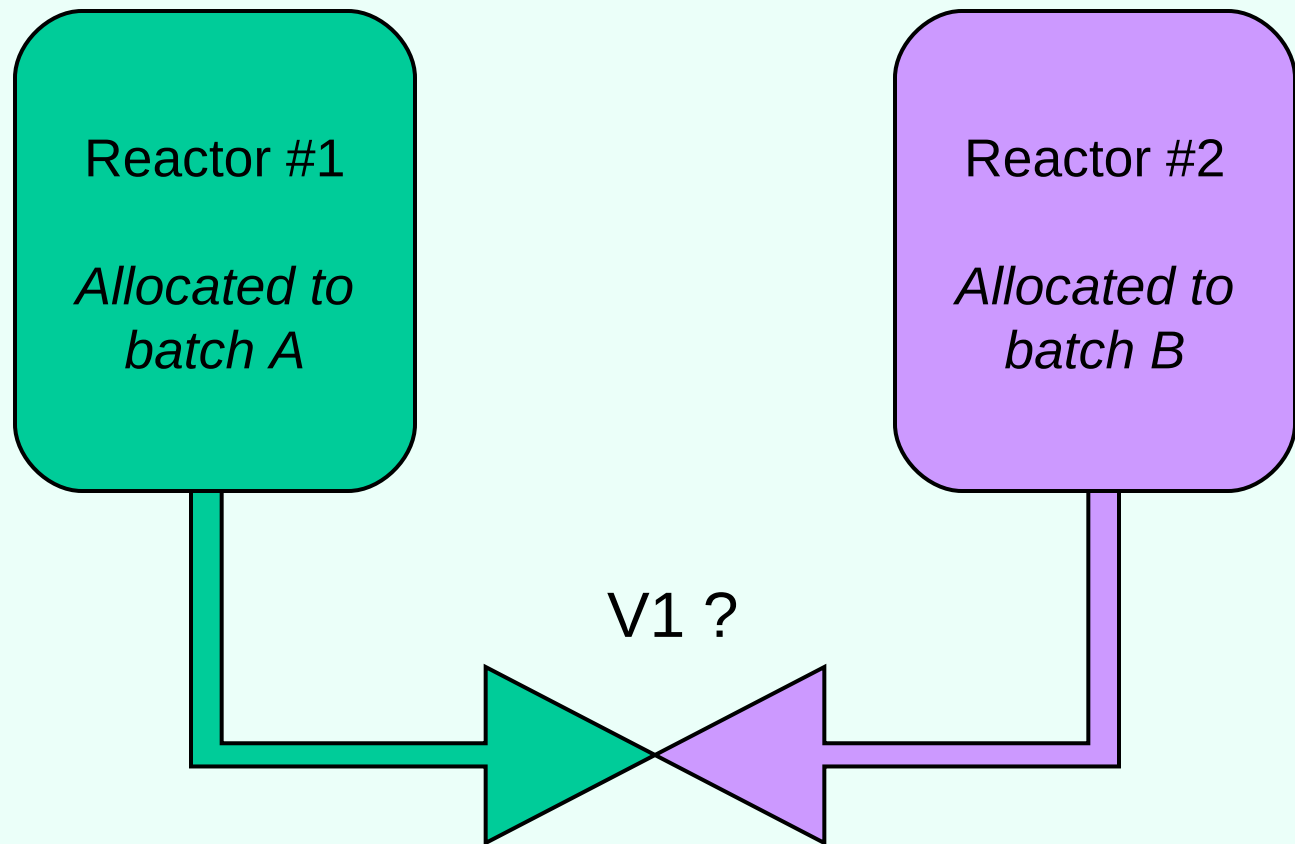 Reactor #1
Allocated to
batch A
Reactor #2
Allocated to
batch B
V1 ?